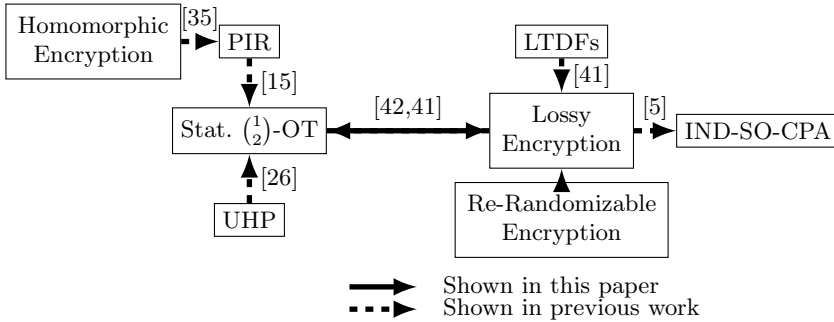 Homomorphic
Encryption
[35]
PIR
LTDFs
[15]
[41]
Stat. (1 2)-OT
[42,41]
Lossy
Encryption
[5]
IND-SO-CPA
[26]
UHP
Re-Randomizable
Encryption
Shown in this paper
Shown in previous work